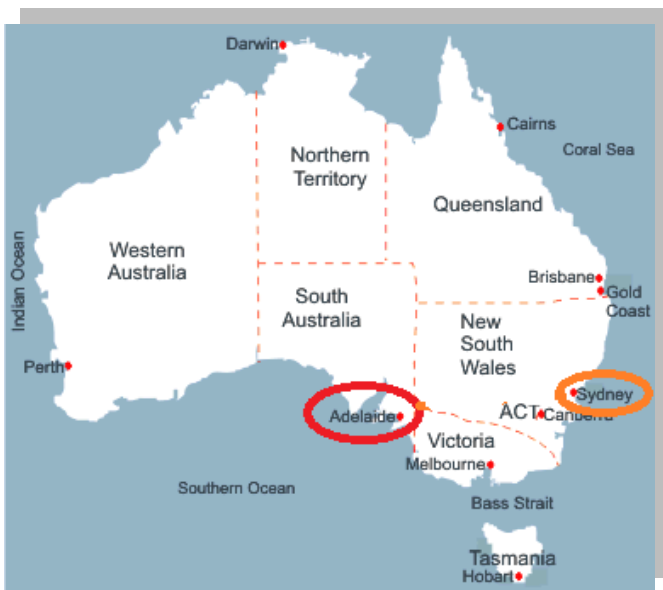 Darwin
Cairns
Coral Sea
Northern
Territory
Queensland
Western
Australia
Indian Ocean
Brisbane
Gold
Coast
South
Australia
New
South
Wales
Perth
Sydney
Adelaide
ACT
Canberra
Victoria
Melbourne
Southern Ocean
Bass Strait
Tasmania
Hobart